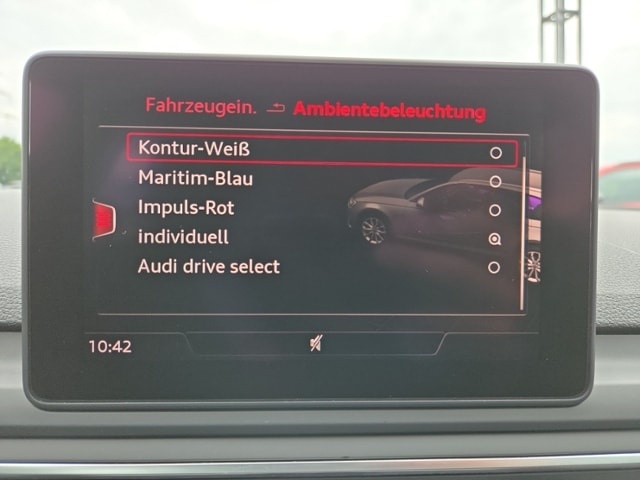 Fahrzeugein. Ambientebeleuchtung
Kontur-Weiß
Maritim-Blau
Impuls-Rot
individuell
Audi drive select
10:42